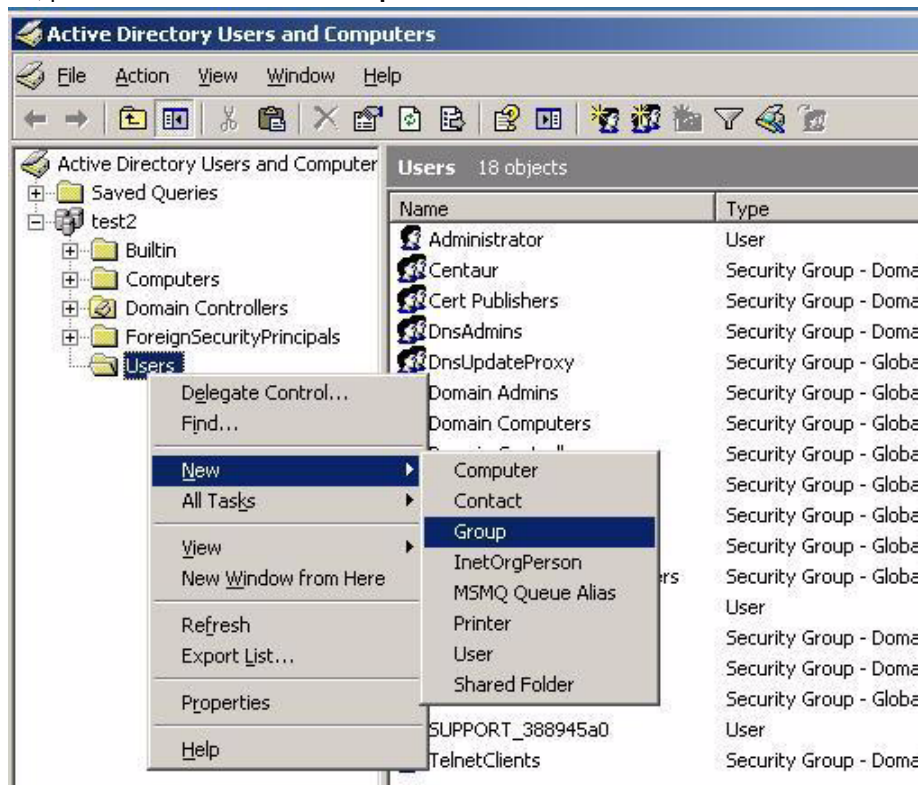 Active Directory Users and Computers
File Action View Window Help
Active Directory Users and Computer
Saved Queries
test2
Builtin
Computers
Domain Controllers
ForeignSecurityPrincipals
Users
Users 18 objects
Name Type
Administrator User
Centaur Security Group - Doma
Cert Publishers Security Group - Doma
DnsAdmins Security Group - Doma
DnsUpdateProxy Security Group - Globa
Domain Admins Security Group - Globa
Domain Computers Security Group - Globa
Security Group - Globa
Security Group - Globa
Security Group - Globa
Security Group - Globa
ers Security Group - Globa
User
Security Group - Doma
Security Group - Doma
Security Group - Globa
SUPPORT_388945a0 User
TelnetClients Security Group - Doma
Delegate Control...
Find...
New
All Tasks
View
New Window from Here
Refresh
Export List...
Properties
Help
Computer
Contact
Group
InetOrgPerson
MSMQ Queue Alias
Printer
User
Shared Folder